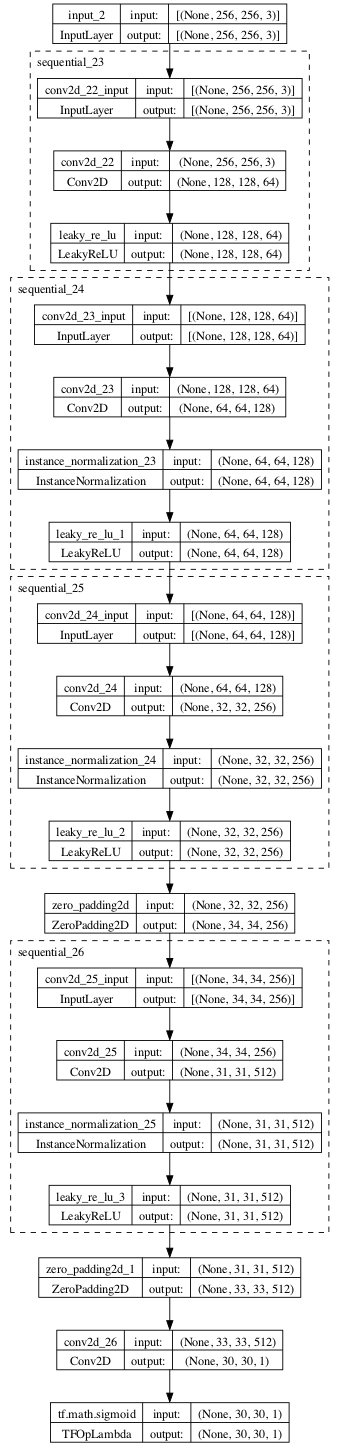 input_2 input: [(None, 256, 256, 3)]
InputLayer output: [(None, 256, 256, 3)]
sequential_23
conv2d_22_input input: [(None, 256, 256, 3)]
InputLayer output: [(None, 256, 256, 3)]
conv2d_22 input: (None, 256, 256, 3)
Conv2D output: (None, 128, 128, 64)
leaky_re_lu input: (None, 128, 128, 64)
LeakyReLU output: (None, 128, 128, 64)
sequential_24
conv2d_23_input input: [(None, 128, 128, 64)]
InputLayer output: [(None, 128, 128, 64)]
conv2d_23 input: (None, 128, 128, 64)
Conv2D output: (None, 64, 64, 128)
instance_normalization_23 input: (None, 64, 64, 128)
InstanceNormalization output: (None, 64, 64, 128)
leaky_re_lu_1 input: (None, 64, 64, 128)
LeakyReLU output: (None, 64, 64, 128)
sequential_25
conv2d_24_input input: [(None, 64, 64, 128)]
InputLayer output: [(None, 64, 64, 128)]
conv2d_24 input: (None, 64, 64, 128)
Conv2D output: (None, 32, 32, 256)
instance_normalization_24 input: (None, 32, 32, 256)
InstanceNormalization output: (None, 32, 32, 256)
leaky_re_lu_2 input: (None, 32, 32, 256)
LeakyReLU output: (None, 32, 32, 256)
zero_padding2d input: (None, 32, 32, 256)
ZeroPadding2D output: (None, 34, 34, 256)
sequential_26
conv2d_25_input input: [(None, 34, 34, 256)]
InputLayer output: [(None, 34, 34, 256)]
conv2d_25 input: (None, 34, 34, 256)
Conv2D output: (None, 31, 31, 512)
instance_normalization_25 input: (None, 31, 31, 512)
InstanceNormalization output: (None, 31, 31, 512)
leaky_re_lu_3 input: (None, 31, 31, 512)
LeakyReLU output: (None, 31, 31, 512)
zero_padding2d_1 input: (None, 31, 31, 512)
ZeroPadding2D output: (None, 33, 33, 512)
conv2d_26 input: (None, 33, 33, 512)
Conv2D output: (None, 30, 30, 1)
tf.math.sigmoid input: (None, 30, 30, 1)
TFOpLambda output: (None, 30, 30, 1)